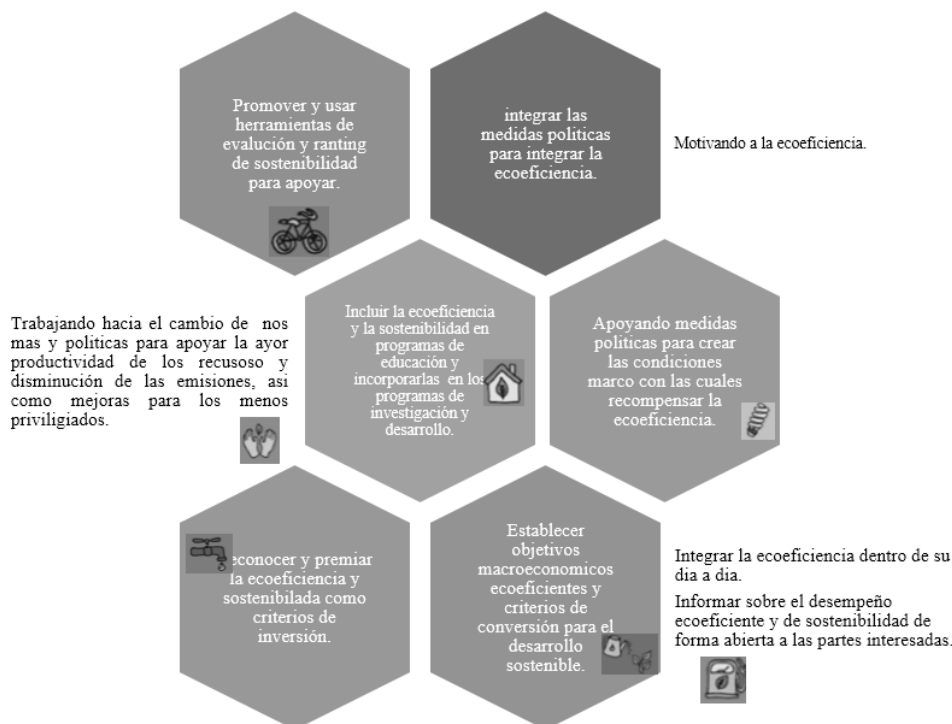 Promover y usar
herramientas de
evalución y ranting
de sostenibilidad
para apoyar.
integrar las
medidas politicas
para integrar la
ecoeficiencia.
Motivando a la ecoeficiencia.
Trabajando hacia el cambio de nos
mas y politicas para apoyar la ayor
productividad de los recusoso y
disminución de las emisiones, asi
como mejoras para los menos
priviligiados.
Incluir la ecoeficiencia
y la sostenibilidad en
programas de
educación y
incorporarlas en los
programas de
investigación y
desarrollo.
Apoyando medidas
politicas para crear
las condiciones
marco con las cuales
recompensar la
ecoeficiencia.
econocer y premiar
la ecoeficiencia y
sostenibilada como
criterios de
inversión.
Establecer
objetivos
macroeconomicos
ecoeficientes y
criterios de
conversión para el
desarrollo
sostenible.
Integrar la ecoeficiencia dentro de su
dia a dia.
Informar sobre el desempeño
ecoeficiente y de sostenibilidad de
forma abierta a las partes interesadas.